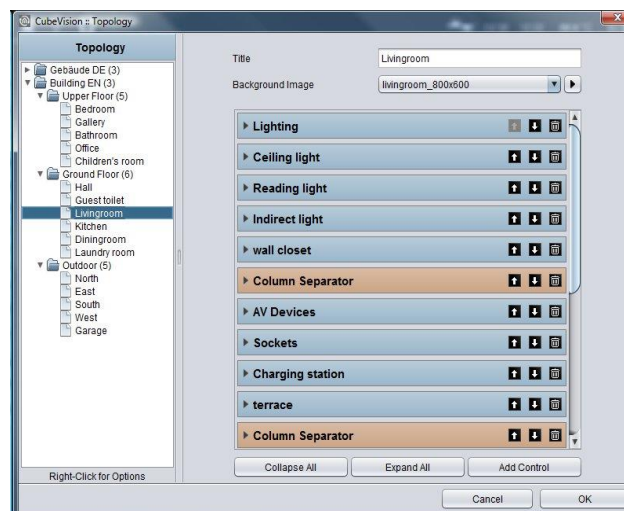 CubeVision :: Topology
Topology
Gebäude DE (3)
Building EN (3)
Upper Floor (5)
Bedroom
Gallery
Bathroom
Office
Children's room
Ground Floor (6)
Hall
Guest toilet
Livingroom
Kitchen
Diningroom
Laundry room
Outdoor (5)
North
East
South
West
Garage
Right-Click for Options
Title
Livingroom
Background Image
livingroom_800x600
Lighting
Ceiling light
Reading light
Indirect light
wall closet
Column Separator
AV Devices
Sockets
Charging station
terrace
Column Separator
Collapse All
Expand All
Add Control
Cancel
OK